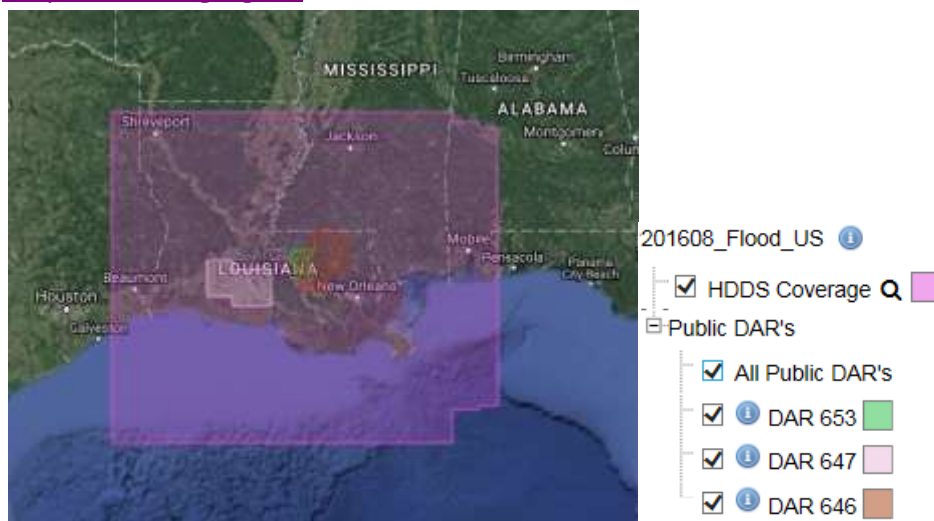 Birmingham
MISSISSIPPI
Tuscaloosa
ALABAMA
Shreveport
Montgomery
Jackson
Colum
Mobile
Pensacola
Panama
City Beach
LOUISIANA
Beaumont
New Orleans
Houston
Galveston
201608_Flood_US
HDDS Coverage
Public DAR's
All Public DAR's
DAR 653
DAR 647
DAR 646